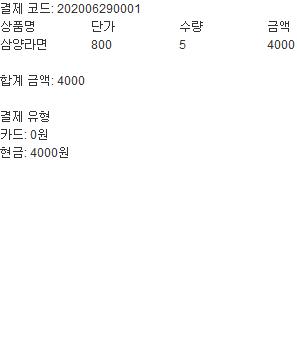 결제 코드: 202006290001
상품명 단가 수량 금액
삼양라면 800 5 4000
합계 금액: 4000
결제 유형
카드: 0원
현금: 4000원